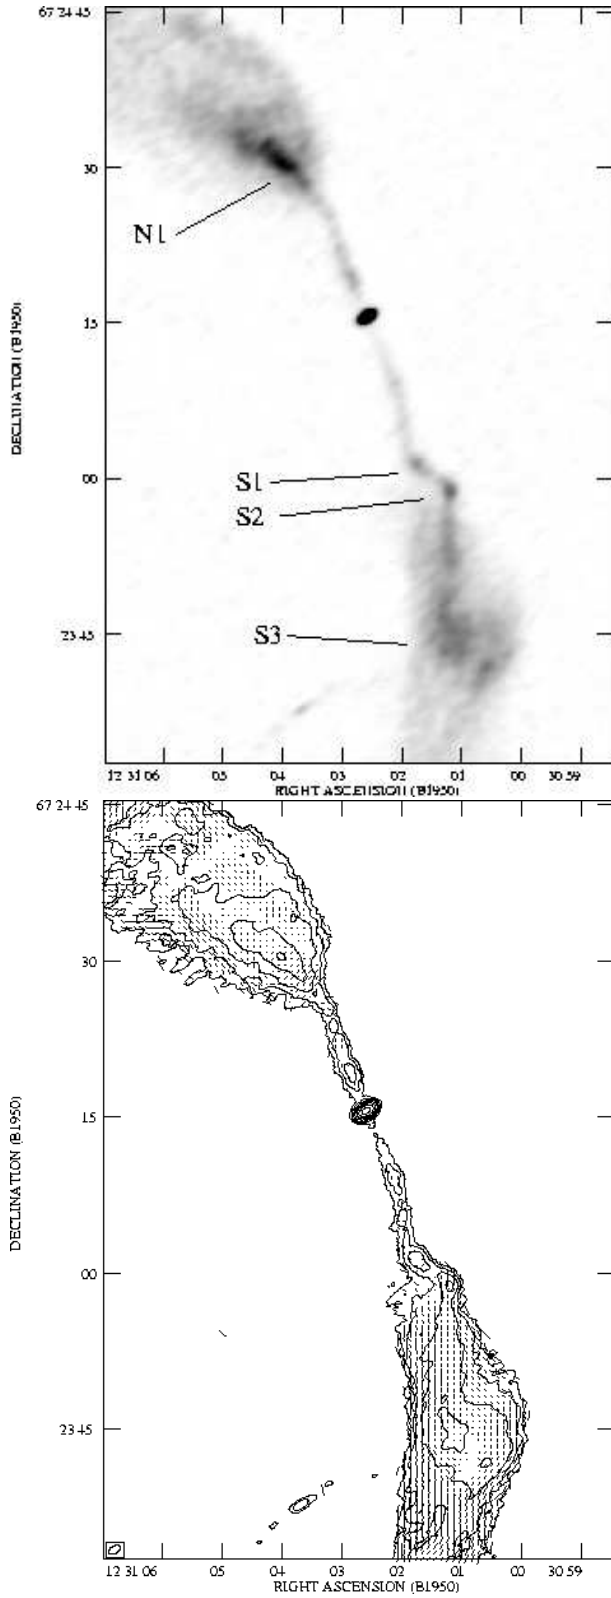 67 24 45
30
N1
15
DECLINATION (B1950)
S1
00
S2
S3
23 45
12 31 06 05 04 03 02 01 00 30 59
RIGHT ASCENSION (B1950)
67 24 45
30
15
DECLINATION (B1950)
00
23 45
12 31 06 05 04 03 02 01 00 30 59
RIGHT ASCENSION (B1950)